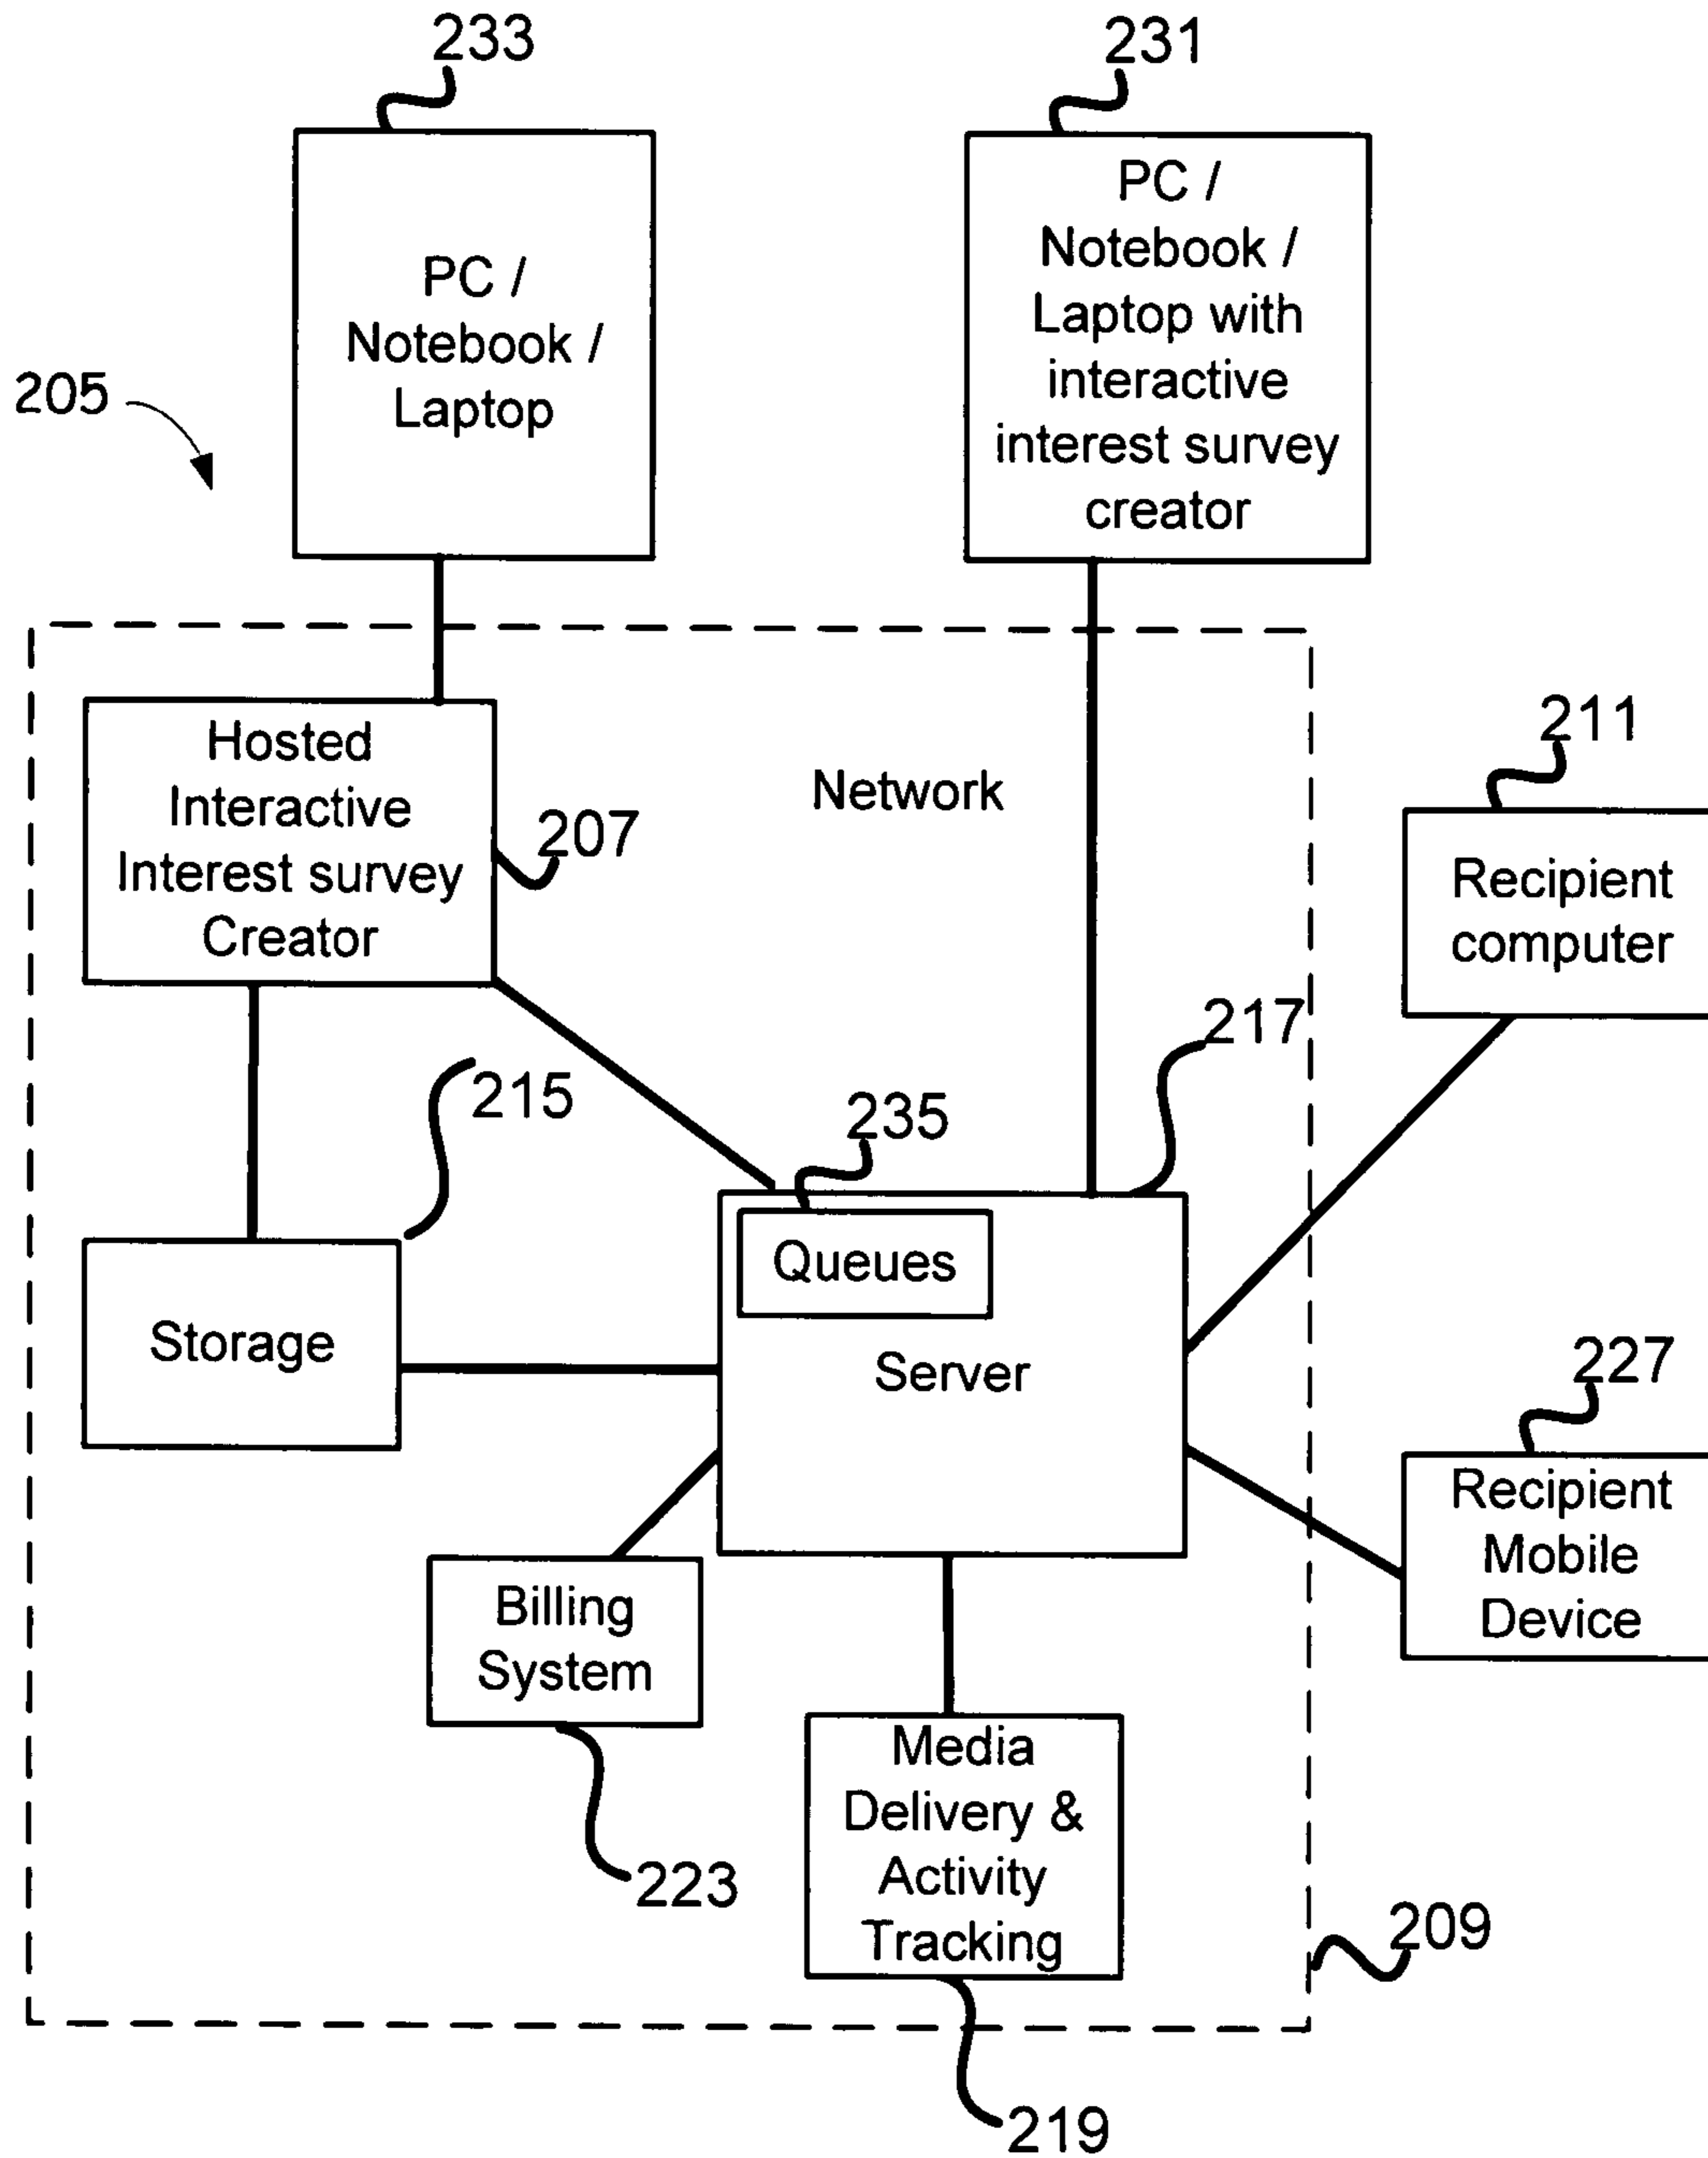 233
231
PC /
Notebook /
Laptop
PC /
Notebook /
Laptop with
interactive
interest survey
creator
205
Hosted
Interactive
Interest survey
Creator
207
Network
211
Recipient
computer
217
215
235
Queues
Server
Storage
227
Recipient
Mobile
Device
Billing
System
223
Media
Delivery &
Activity
Tracking
209
219